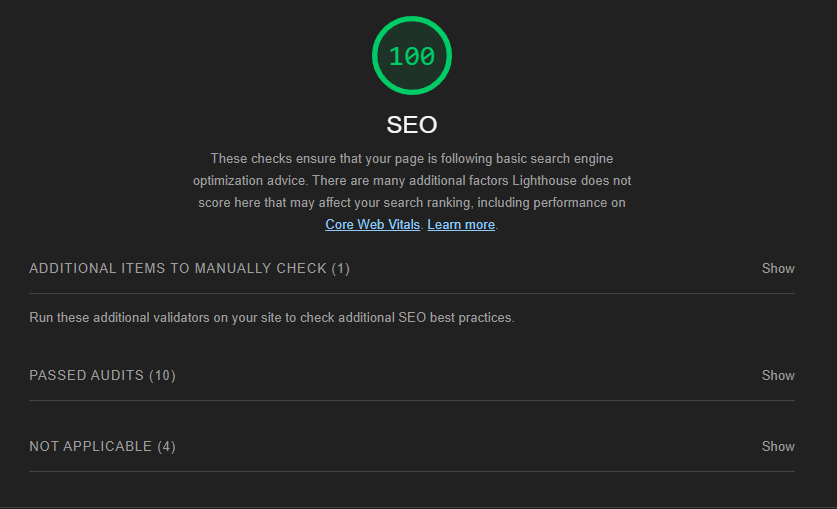 100
SEO
These checks ensure that your page is following basic search engine
optimization advice. There are many additional factors Lighthouse does not
score here that may affect your search ranking, including performance on
Core Web Vitals. Learn more.
ADDITIONAL ITEMS TO MANUALLY CHECK (1) Show
Run these additional validators on your site to check additional SEO best practices.
PASSED AUDITS (10) Show
NOT APPLICABLE (4) Show